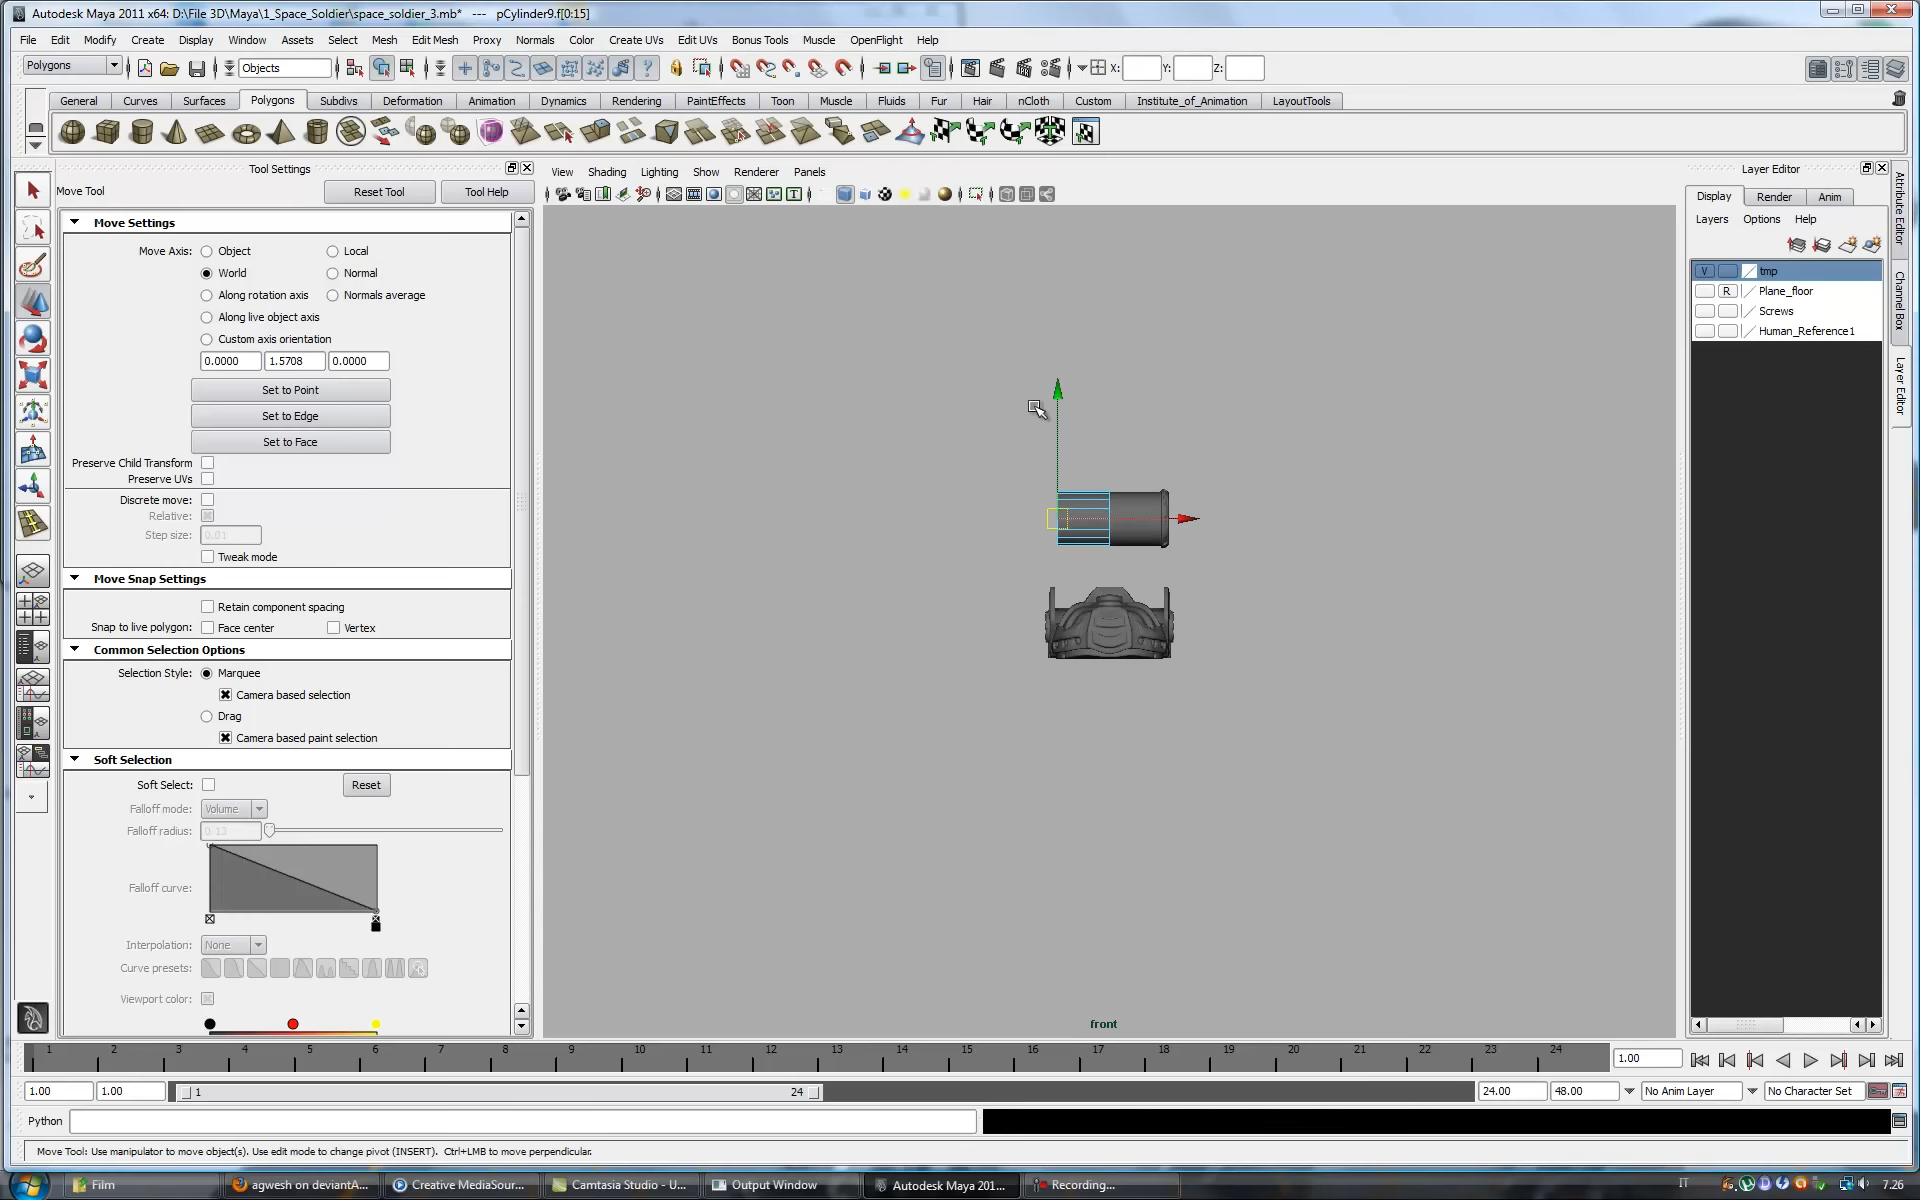 Autodesk Maya 2011 x64: D:\File 3D\Maya\1_Space_Soldier\space_soldier_3.mb*   ---   pCylinder9.f[0:15]
File Edit Modify Create Display Window Assets Select Mesh Edit Mesh Proxy Normals Color Create UVs Edit UVs Bonus Tools Muscle OpenFlight Help
Polygons Objects X: Y: Z:
General Curves Surfaces Polygons Subdivs Deformation Animation Dynamics Rendering PaintEffects Toon Muscle Fluids Fur Hair nCloth Custom Institute_of_Animation LayoutTools
Tool Settings
Move Tool Reset Tool Tool Help
Move Settings
Move Axis: Object Local
World Normal
Along rotation axis Normals average
Along live object axis
Custom axis orientation
0.0000 1.5708 0.0000
Set to Point
Set to Edge
Set to Face
Preserve Child Transform
Preserve UVs
Discrete move:
Relative:
Step size: 0.01
Tweak mode
Move Snap Settings
Retain component spacing
Snap to live polygon: Face center Vertex
Common Selection Options
Selection Style: Marquee
Camera based selection
Drag
Camera based paint selection
Soft Selection
Soft Select: Reset
Falloff mode: Volume
Falloff radius: 0.13
Falloff curve:
Interpolation: None
Curve presets:
Viewport color:
View Shading Lighting Show Renderer Panels
front
Layer Editor
Display Render Anim
Layers Options Help
V tmp
R Plane_floor
Screws
Human_Reference1
Attribute Editor
Channel Box
Layer Editor
1 2 3 4 5 6 7 8 9 10 11 12 13 14 15 16 17 18 19 20 21 22 23 24 1.00
1.00 1.00 1 24 24.00 48.00 No Anim Layer No Character Set
Python
Move Tool: Use manipulator to move object(s). Use edit mode to change pivot (INSERT). Ctrl+LMB to move perpendicular.
Film agwesh on deviantA... Creative MediaSour... Camtasia Studio - U... Output Window Autodesk Maya 201... Recording... IT 7.26